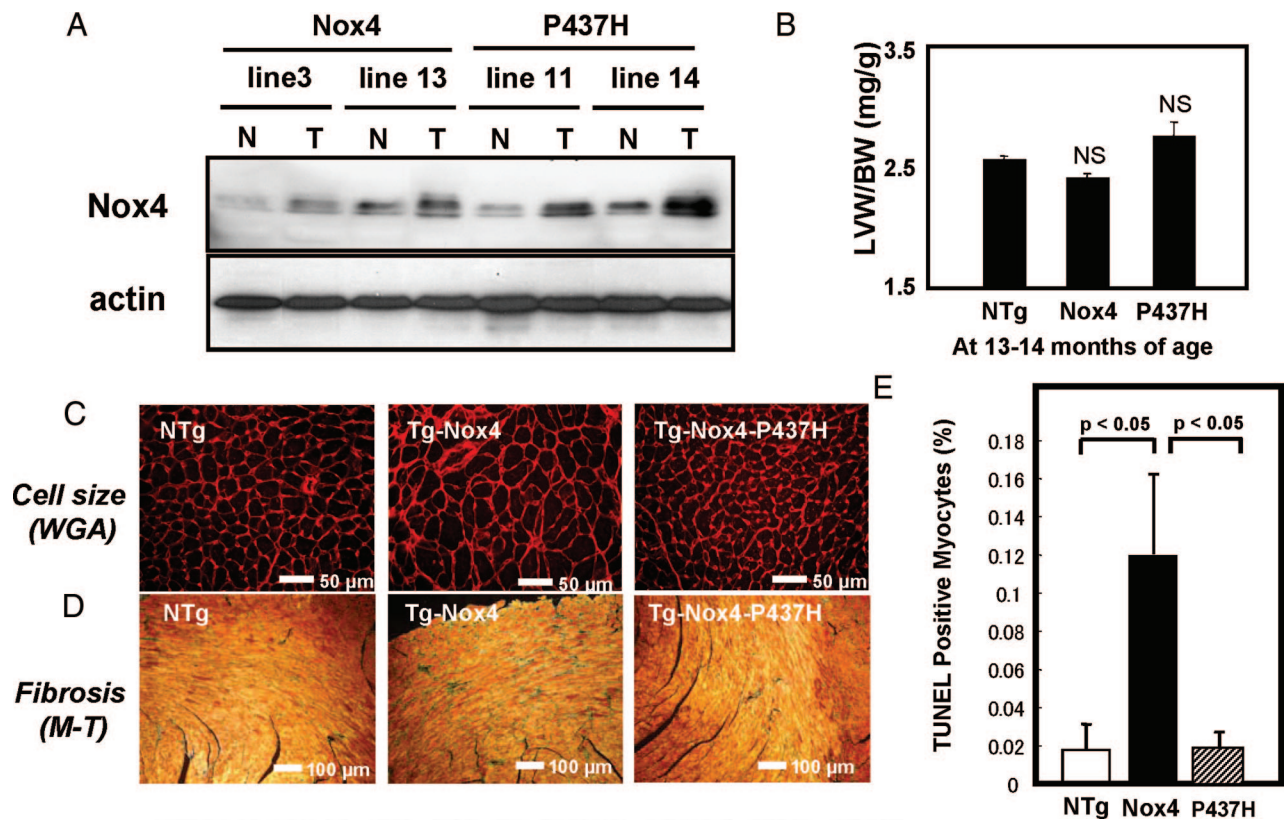 A
Nox4 P437H
line3 line 13 line 11 line 14
N T N T N T N T
Nox4
actin
B
LVW/BW (mg/g)
3.5
2.5
1.5
NS
NS
NTg Nox4 P437H
At 13-14 months of age
C
Cell size
(WGA)
NTg
50 µm
Tg-Nox4
50 µm
Tg-Nox4-P437H
50 µm
D
Fibrosis
(M-T)
NTg
100 µm
Tg-Nox4
100 µm
Tg-Nox4-P437H
100 µm
E
TUNEL Positive Myocytes (%)
p < 0.05 p < 0.05
0.18
0.16
0.14
0.12
0.1
0.08
0.06
0.04
0.02
0
NTg Nox4 P437H